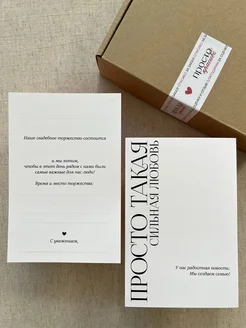 просто
красиво
Наше свадебное торжество состоится
и мы хотим,
чтобы в этот день рядом с нами были
самые важные для нас люди!
Время и место торжества:
С уважением,
ПРОСТО ТАКАЯ
СИЛЬНАЯ ЛЮБОВЬ
У нас радостная новость,
Мы создаем семью!